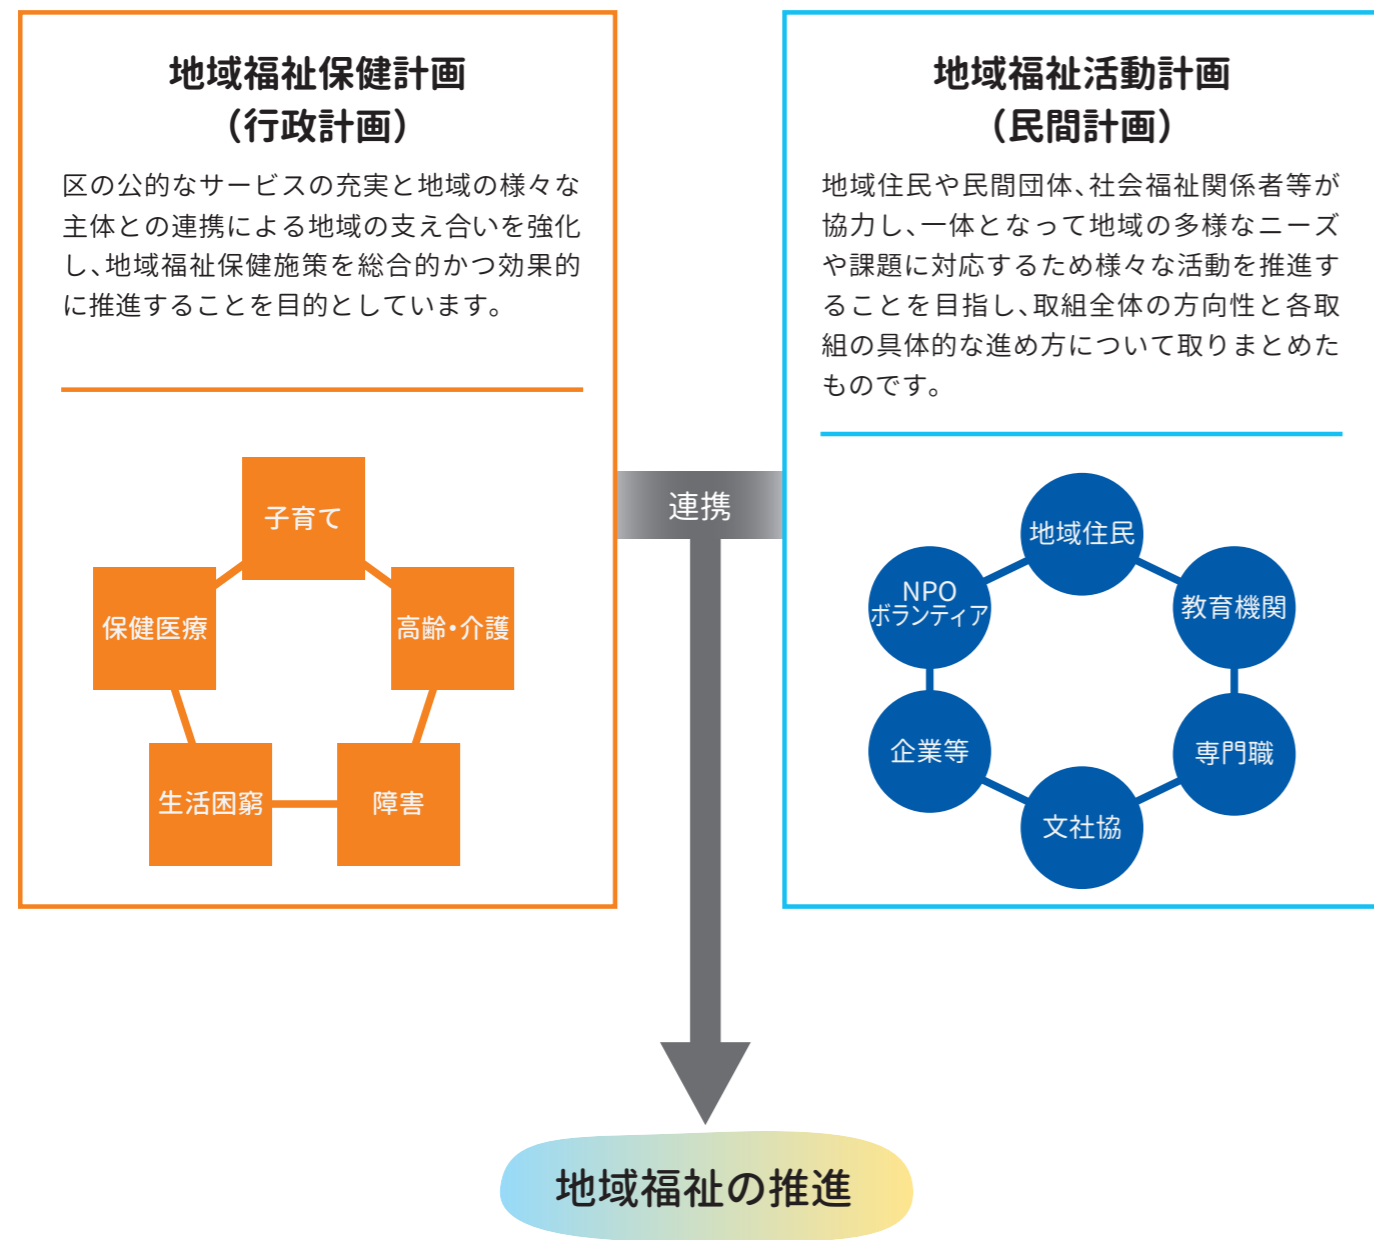 地域福祉保健計画
（行政計画）
区の公的なサービスの充実と地域の様々な
主体との連携による地域の支え合いを強化
し、地域福祉保健施策を総合的かつ効果的
に推進することを目的としています。
子育て
保健医療
高齢・介護
生活困窮
障害
連携
地域福祉活動計画
（民間計画）
地域住民や民間団体、社会福祉関係者等が
協力し、一体となって地域の多様なニーズ
や課題に対応するため様々な活動を推進す
ることを目指し、取組全体の方向性と各取
組の具体的な進め方について取りまとめた
ものです。
地域住民
NPO
ボランティア
教育機関
企業等
専門職
文社協
地域福祉の推進